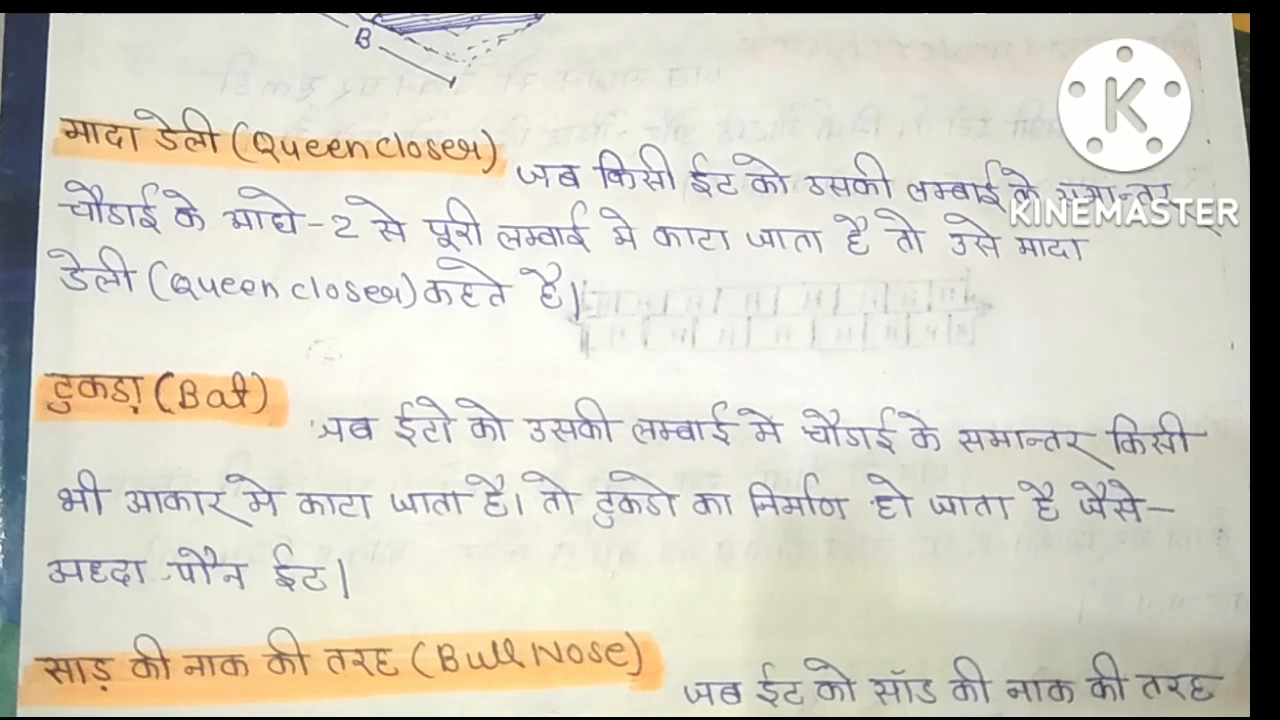 B
मादा डेली (Queen closer) जब किसी ईट को उसकी लम्बाई के समान्तर
चौडाई के आधे-2 से पूरी लम्बाई मे काटा जाता है तो उसे मादा
डेली (Queen closer) कहते है।
टुकडा़ (Bat)
जब ईटो को उसकी लम्बाई मे चौडाई के समान्तर किसी
भी आकार मे काटा जाता है। तो टुकडो का निर्माण हो जाता है जैसे-
अध्दा पौन ईट।
साड़ की नाक की तरह (Bull Nose) जब ईट को सॉड की नाक की तरह
K
KINEMASTER